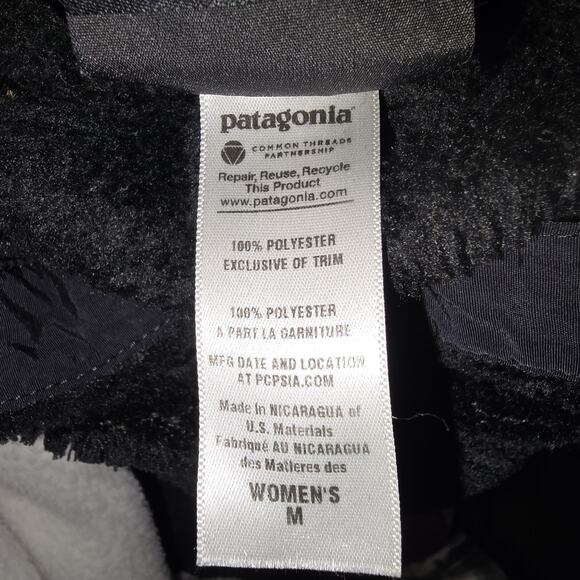 patagonia
COMMON THREADS
PARTNERSHIP
Repair, Reuse, Recycle
This Product
www.patagonia.com
100% POLYESTER
EXCLUSIVE OF TRIM
100% POLYESTER
A PART LA GARNITURE
MFG DATE AND LOCATION
AT PCPSIA.COM
Made in NICARAGUA of
U.S. Materials
Fabriqué AU NICARAGUA
des Matieres des
WOMEN'S
M